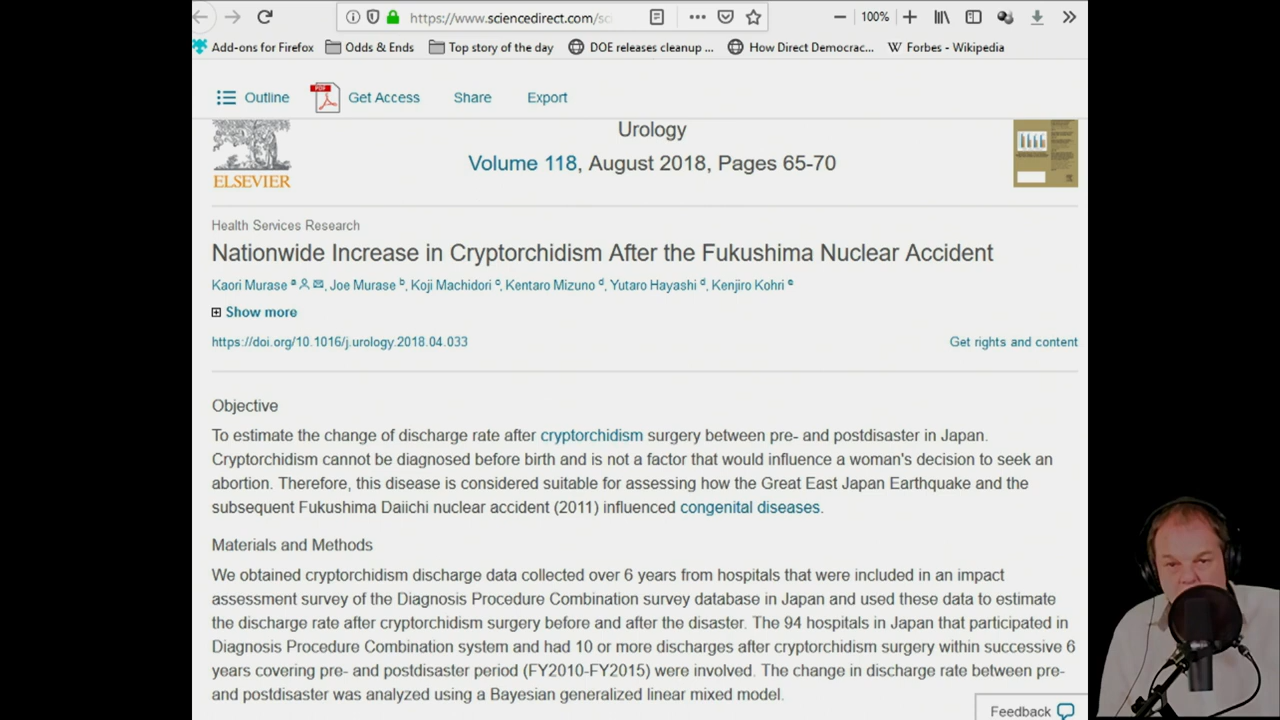 https://www.sciencedirect.com/sc
100%
Add-ons for Firefox Odds & Ends Top story of the day DOE releases cleanup ... How Direct Democrac... W Forbes - Wikipedia
Outline PDF Get Access Share Export
ELSEVIER
Urology
Volume 118, August 2018, Pages 65-70
Health Services Research
Nationwide Increase in Cryptorchidism After the Fukushima Nuclear Accident
Kaori Murase a, Joe Murase b, Koji Machidori c, Kentaro Mizuno d, Yutaro Hayashi d, Kenjiro Kohri e
Show more
https://doi.org/10.1016/j.urology.2018.04.033 Get rights and content
Objective
To estimate the change of discharge rate after cryptorchidism surgery between pre- and postdisaster in Japan.
Cryptorchidism cannot be diagnosed before birth and is not a factor that would influence a woman's decision to seek an
abortion. Therefore, this disease is considered suitable for assessing how the Great East Japan Earthquake and the
subsequent Fukushima Daiichi nuclear accident (2011) influenced congenital diseases.
Materials and Methods
We obtained cryptorchidism discharge data collected over 6 years from hospitals that were included in an impact
assessment survey of the Diagnosis Procedure Combination survey database in Japan and used these data to estimate
the discharge rate after cryptorchidism surgery before and after the disaster. The 94 hospitals in Japan that participated in
Diagnosis Procedure Combination system and had 10 or more discharges after cryptorchidism surgery within successive 6
years covering pre- and postdisaster period (FY2010-FY2015) were involved. The change in discharge rate between pre-
and postdisaster was analyzed using a Bayesian generalized linear mixed model.
Feedback